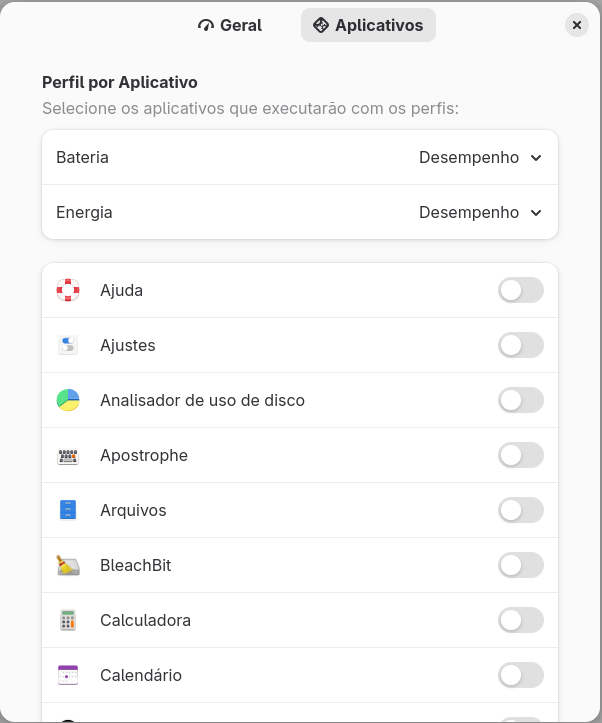 Geral
Aplicativos
Perfil por Aplicativo
Selecione os aplicativos que executarão com os perfis:
Bateria
Desempenho
Energia
Desempenho
Ajuda
Ajustes
Analisador de uso de disco
Apostrophe
Arquivos
BleachBit
Calculadora
Calendário